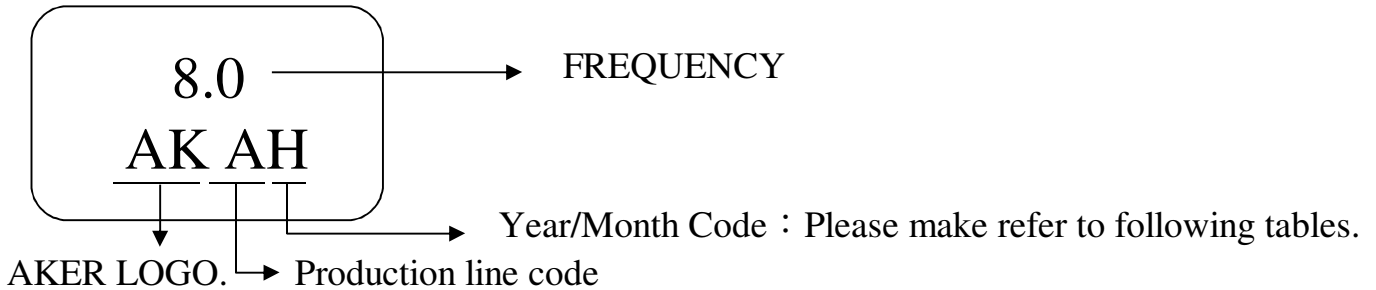 8.0 FREQUENCY
AK AH
Year/Month Code：Please make refer to following tables.
AKER LOGO. Production line code